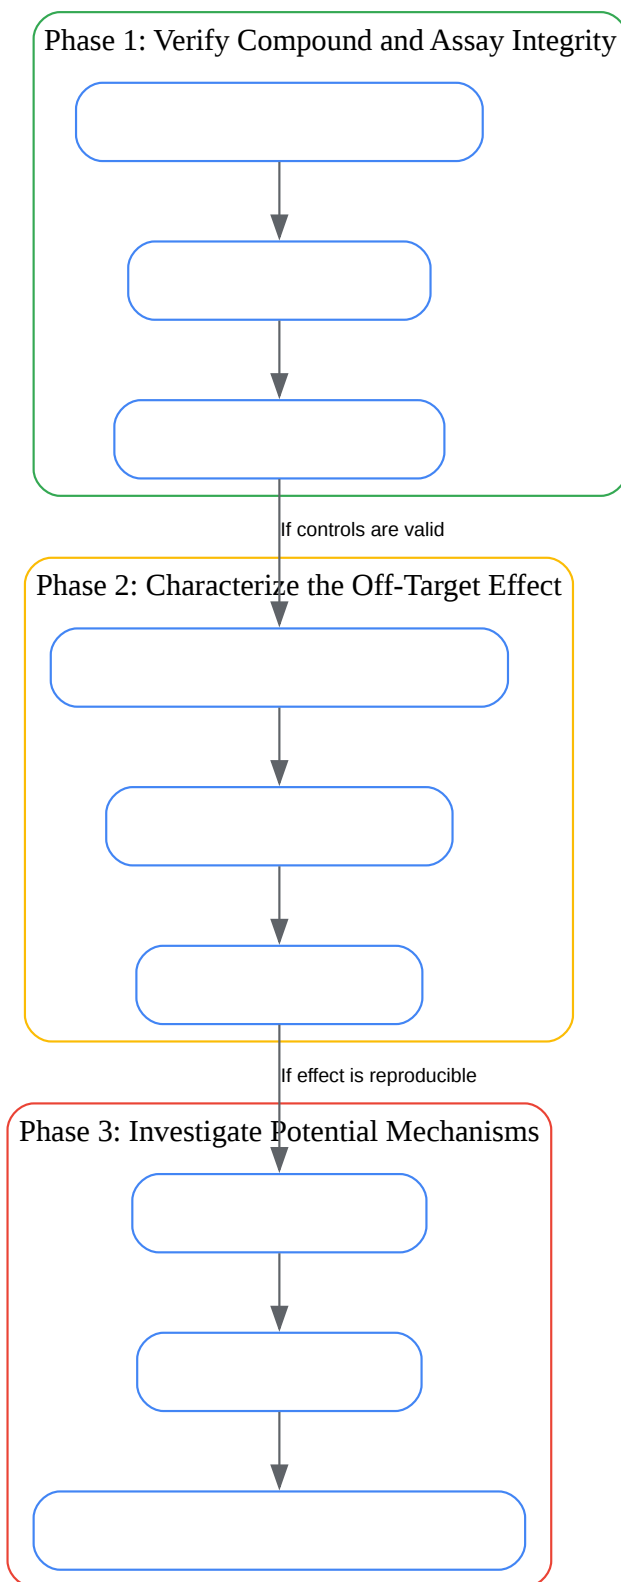 Phase 1: Verify Compound and Assay Integrity
If controls are valid
Phase 2: Characterize the Off-Target Effect
If effect is reproducible
Phase 3: Investigate Potential Mechanisms